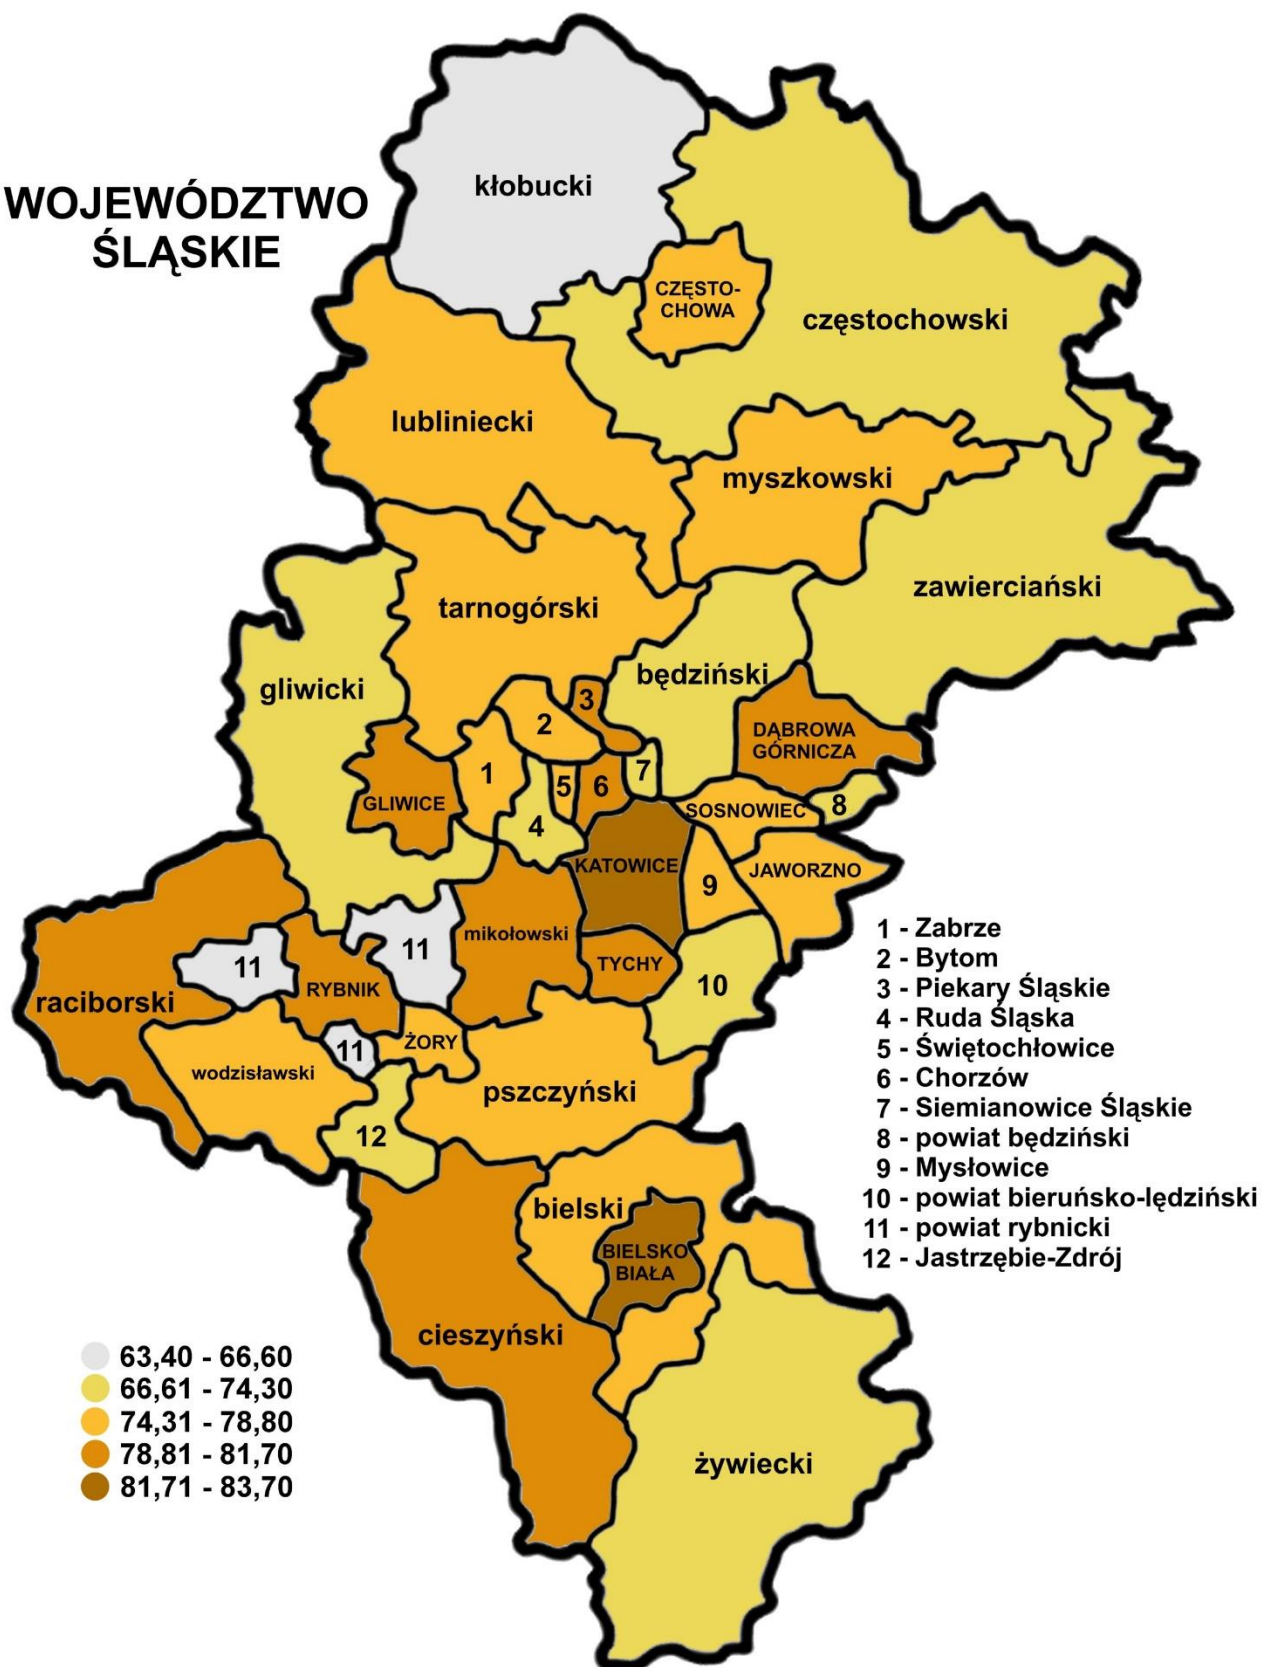 WOJEWÓDZTWO
ŚLĄSKIE
kłobucki
CZĘSTO-
CHOWA
częstochowski
lubliniecki
myszkowski
zawierciański
tarnogórski
będziński
gliwicki
3
2
DĄBROWA
GÓRNICZA
1
7
5
6
GLIWICE
SOSNOWIEC
8
4
KATOWICE
JAWORZNO
9
mikołowski
11
11
TYCHY
RYBNIK
10
raciborski
ŻORY
11
wodzisławski
pszczyński
12
bielski
BIELSKO
BIAŁA
cieszyński
żywiecki
1 - Zabrze
2 - Bytom
3 - Piekary Śląskie
4 - Ruda Śląska
5 - Świętochłowice
6 - Chorzów
7 - Siemianowice Śląskie
8 - powiat będziński
9 - Mysłowice
10 - powiat bieruńsko-lędziński
11 - powiat rybnicki
12 - Jastrzębie-Zdrój
63,40 - 66,60
66,61 - 74,30
74,31 - 78,80
78,81 - 81,70
81,71 - 83,70